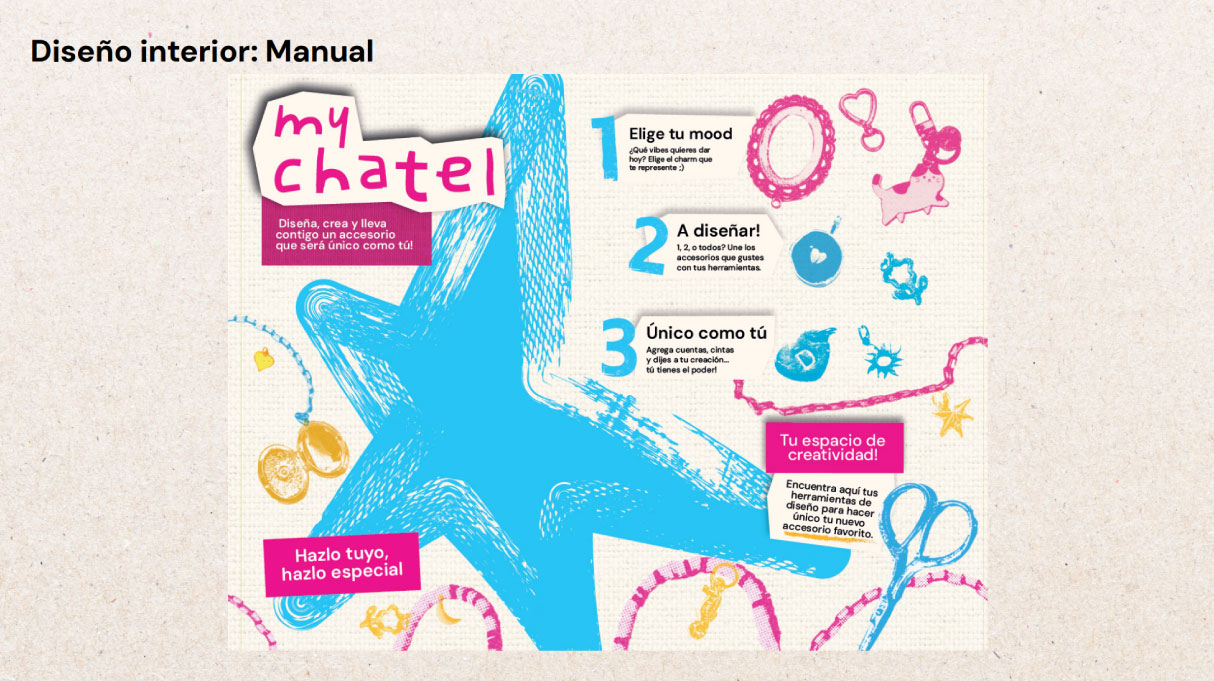 Diseño interior: Manual
my
chatel
Diseña, crea y lleva
contigo un accesorio
que será único como tú!
1
Elige tu mood
¿Qué vibes quieres dar
hoy? Elige el charm que
te represente ;)
2
A diseñar!
1, 2, o todos? Une los
accesorios que gustes
con tus herramientas.
3
Único como tú
Agrega cuentas, cintas
y dijes a tu creación...
tú tienes el poder!
D
Tu espacio de
creatividad!
Encuentra aquí tus
herramientas de
diseño para hacer
único tu nuevo
accesorio favorito.
Hazlo tuyo,
hazlo especial